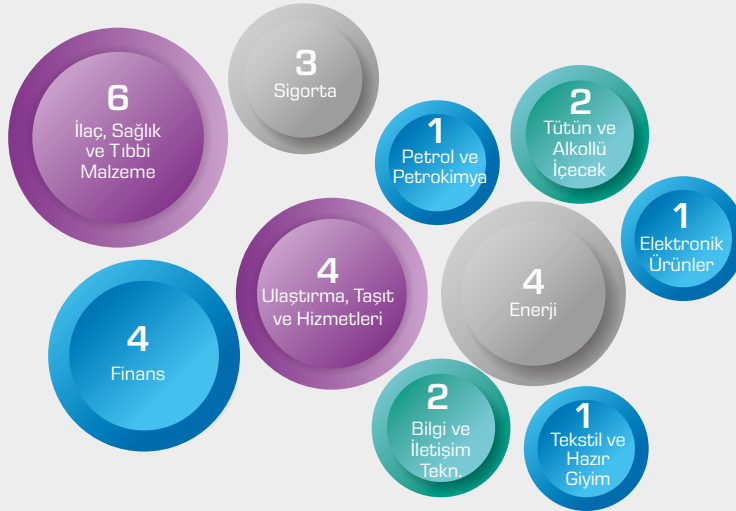 6
İlaç, Sağlık
ve Tıbbi
Malzeme
3
Sigorta
1
Petrol ve
Petrokimya
2
Tütün ve
Alkollü
İçecek
1
Elektronik
Ürünler
4
Ulaştırma, Taşıt
ve Hizmetleri
4
Enerji
4
Finans
2
Bilgi ve
İletişim
Tekn.
1
Tekstil ve
Hazır
Giyim